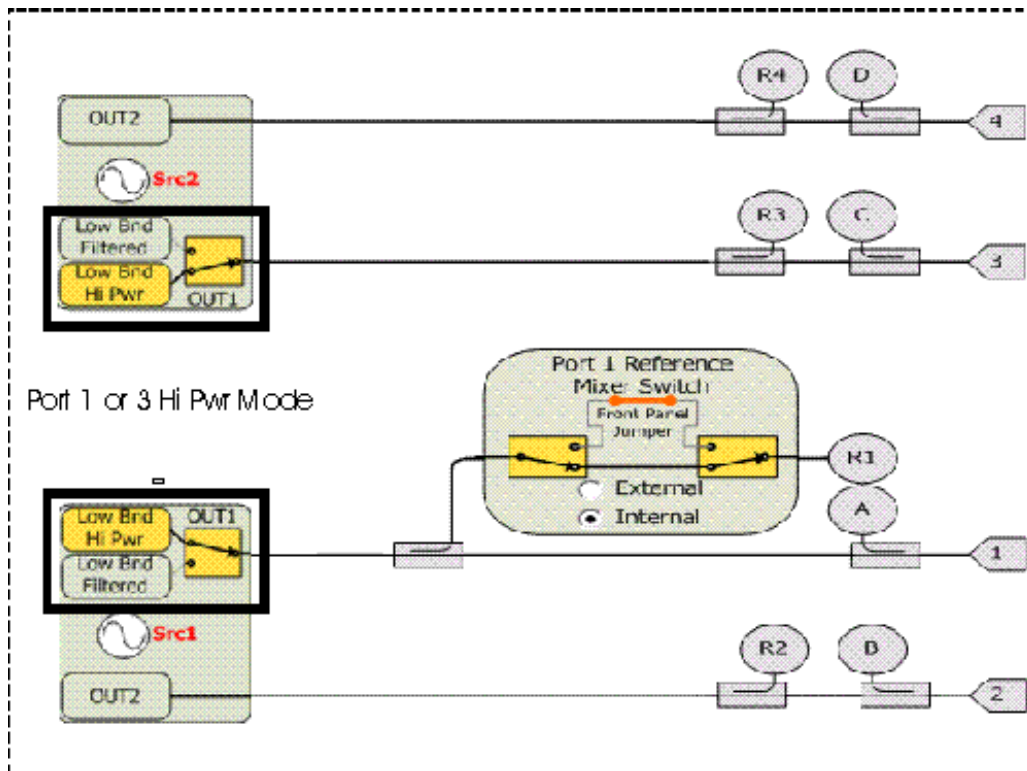 R4
D
OUT2
4
Src2
Low Bnd
Filtered
R3
C
Low Bnd
Hi Pwr
OUT1
3
Port 1 Reference
Mixer Switch
Port 1 or 3 Hi Pwr Mode
Front Panel
Jumper
R1
External
Internal
A
Low Bnd
Hi Pwr
OUT1
Low Bnd
Filtered
1
Src1
R2
B
OUT2
2